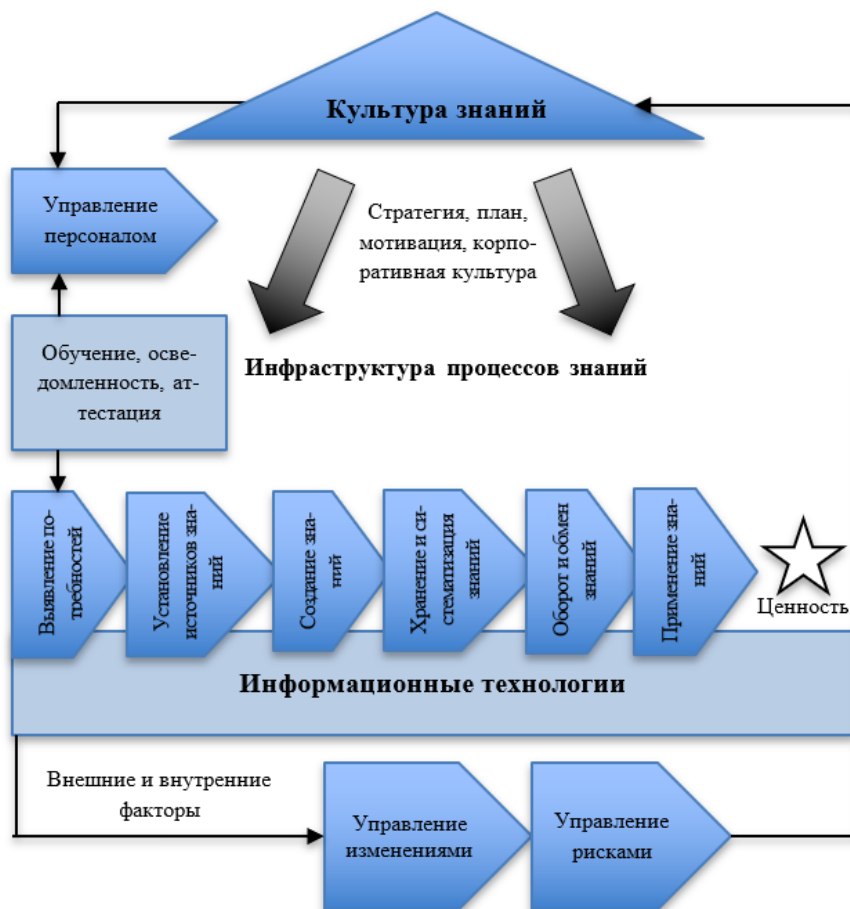 Культура знаний
Управление
персоналом
Стратегия, план,
мотивация, корпо-
ративная культура
Обучение, осве-
домленность, ат-
тестация
Инфраструктура процессов знаний
Выявление по-
требностей
Установление
источников зна-
ний
Создание зна-
ний
Хранение и си-
стематизация
знаний
Оборот и обмен
знаний
Применение зна-
ний
Ценность
Информационные технологии
Внешние и внутренние
факторы
Управление
изменениями
Управление
рисками